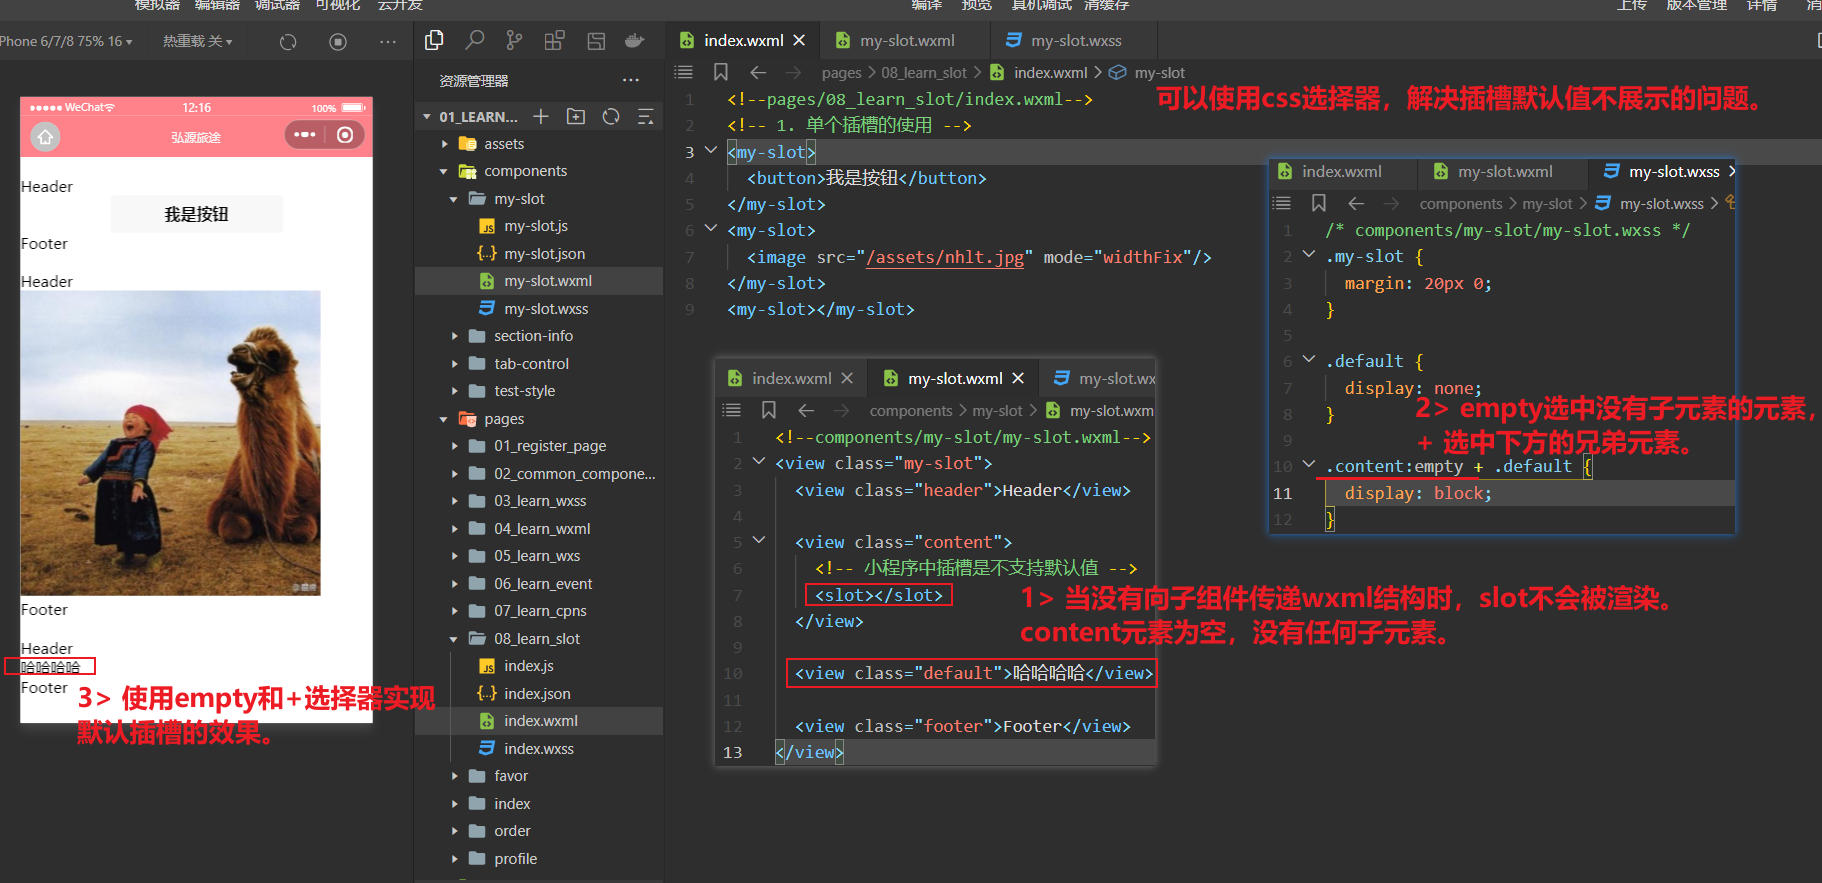 模拟器 编辑器 调试器 可视化 云开发
编译 预览 真机调试 清缓存
上传 版本管理 详情
Phone 6/7/8 75% 16 热重载 关
WeChat 12:16 100%
弘源旅途
Header
我是按钮
Footer
Header
Footer
Header
哈哈哈哈
Footer
3> 使用empty和+选择器实现
默认插槽的效果。
资源管理器
01_LEARN...
assets
components
my-slot
my-slot.js
my-slot.json
my-slot.wxml
my-slot.wxss
section-info
tab-control
test-style
pages
01_register_page
02_common_compone...
03_learn_wxss
04_learn_wxml
05_learn_wxs
06_learn_event
07_learn_cpns
08_learn_slot
index.js
index.json
index.wxml
index.wxss
favor
index
order
profile
index.wxml my-slot.wxml my-slot.wxss
pages > 08_learn_slot > index.wxml > my-slot
1 <!--pages/08_learn_slot/index.wxml-->
2 <!-- 1. 单个插槽的使用 -->
3 <my-slot>
4 <button>我是按钮</button>
5 </my-slot>
6 <my-slot>
7 <image src="/assets/nhlt.jpg" mode="widthFix"/>
8 </my-slot>
9 <my-slot></my-slot>
可以使用css选择器，解决插槽默认值不展示的问题。
index.wxml my-slot.wxml my-slot.wx
components > my-slot > my-slot.wxm
1 <!--components/my-slot/my-slot.wxml-->
2 <view class="my-slot">
3 <view class="header">Header</view>
4
5 <view class="content">
6 <!-- 小程序中插槽是不支持默认值 -->
7 <slot></slot>
8 </view>
9
10 <view class="default">哈哈哈哈</view>
11
12 <view class="footer">Footer</view>
13 </view>
1> 当没有向子组件传递wxml结构时，slot不会被渲染。
content元素为空，没有任何子元素。
index.wxml my-slot.wxml my-slot.wxss
components > my-slot > my-slot.wxss >
1 /* components/my-slot/my-slot.wxss */
2 .my-slot {
3 margin: 20px 0;
4 }
5
6 .default {
7 display: none;
8 }
9
10 .content:empty + .default {
11 display: block;
12 }
2> empty选中没有子元素的元素，
+ 选中下方的兄弟元素。